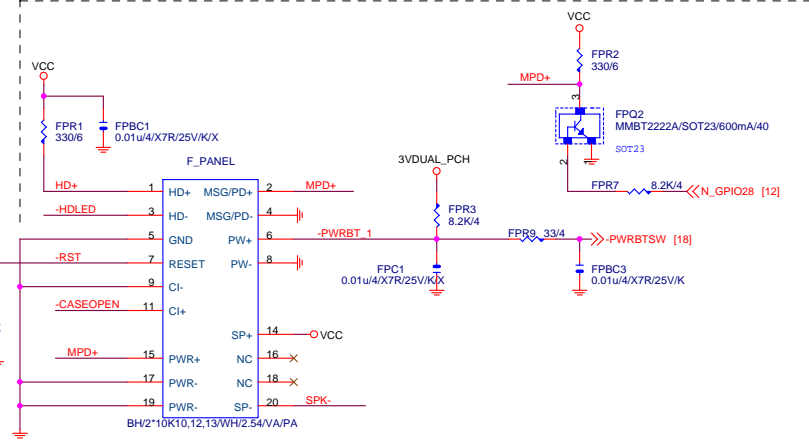 VCC
FPR2
330/6
MPD+
VCC
3
FPQ2
MMBT2222A/SOT23/600mA/40
SOT23
FPR1
330/6
FPBC1
0.01u/4/X7R/25V/K/X
2
1
F_PANEL
3VDUAL_PCH
FPR7
8.2K/4
N_GPIO28 [12]
HD+
1
HD+
MSG/PD+
2
MPD+
FPR3
8.2K/4
-HDLED
3
HD-
MSG/PD-
4
5
GND
PW+
6
-PWRBT_1
FPR9
33/4
-PWRBTSW [18]
-RST
7
RESET
PW-
8
FPC1
0.01u/4/X7R/25V/K/X
FPBC3
0.01u/4/X7R/25V/K
9
CI-
-CASEOPEN
11
CI+
SP+
14
VCC
MPD+
15
PWR+
NC
16
17
PWR-
NC
18
19
PWR-
SP-
20
SPK-
BH/2*10K10,12,13/WH/2.54/VA/PA